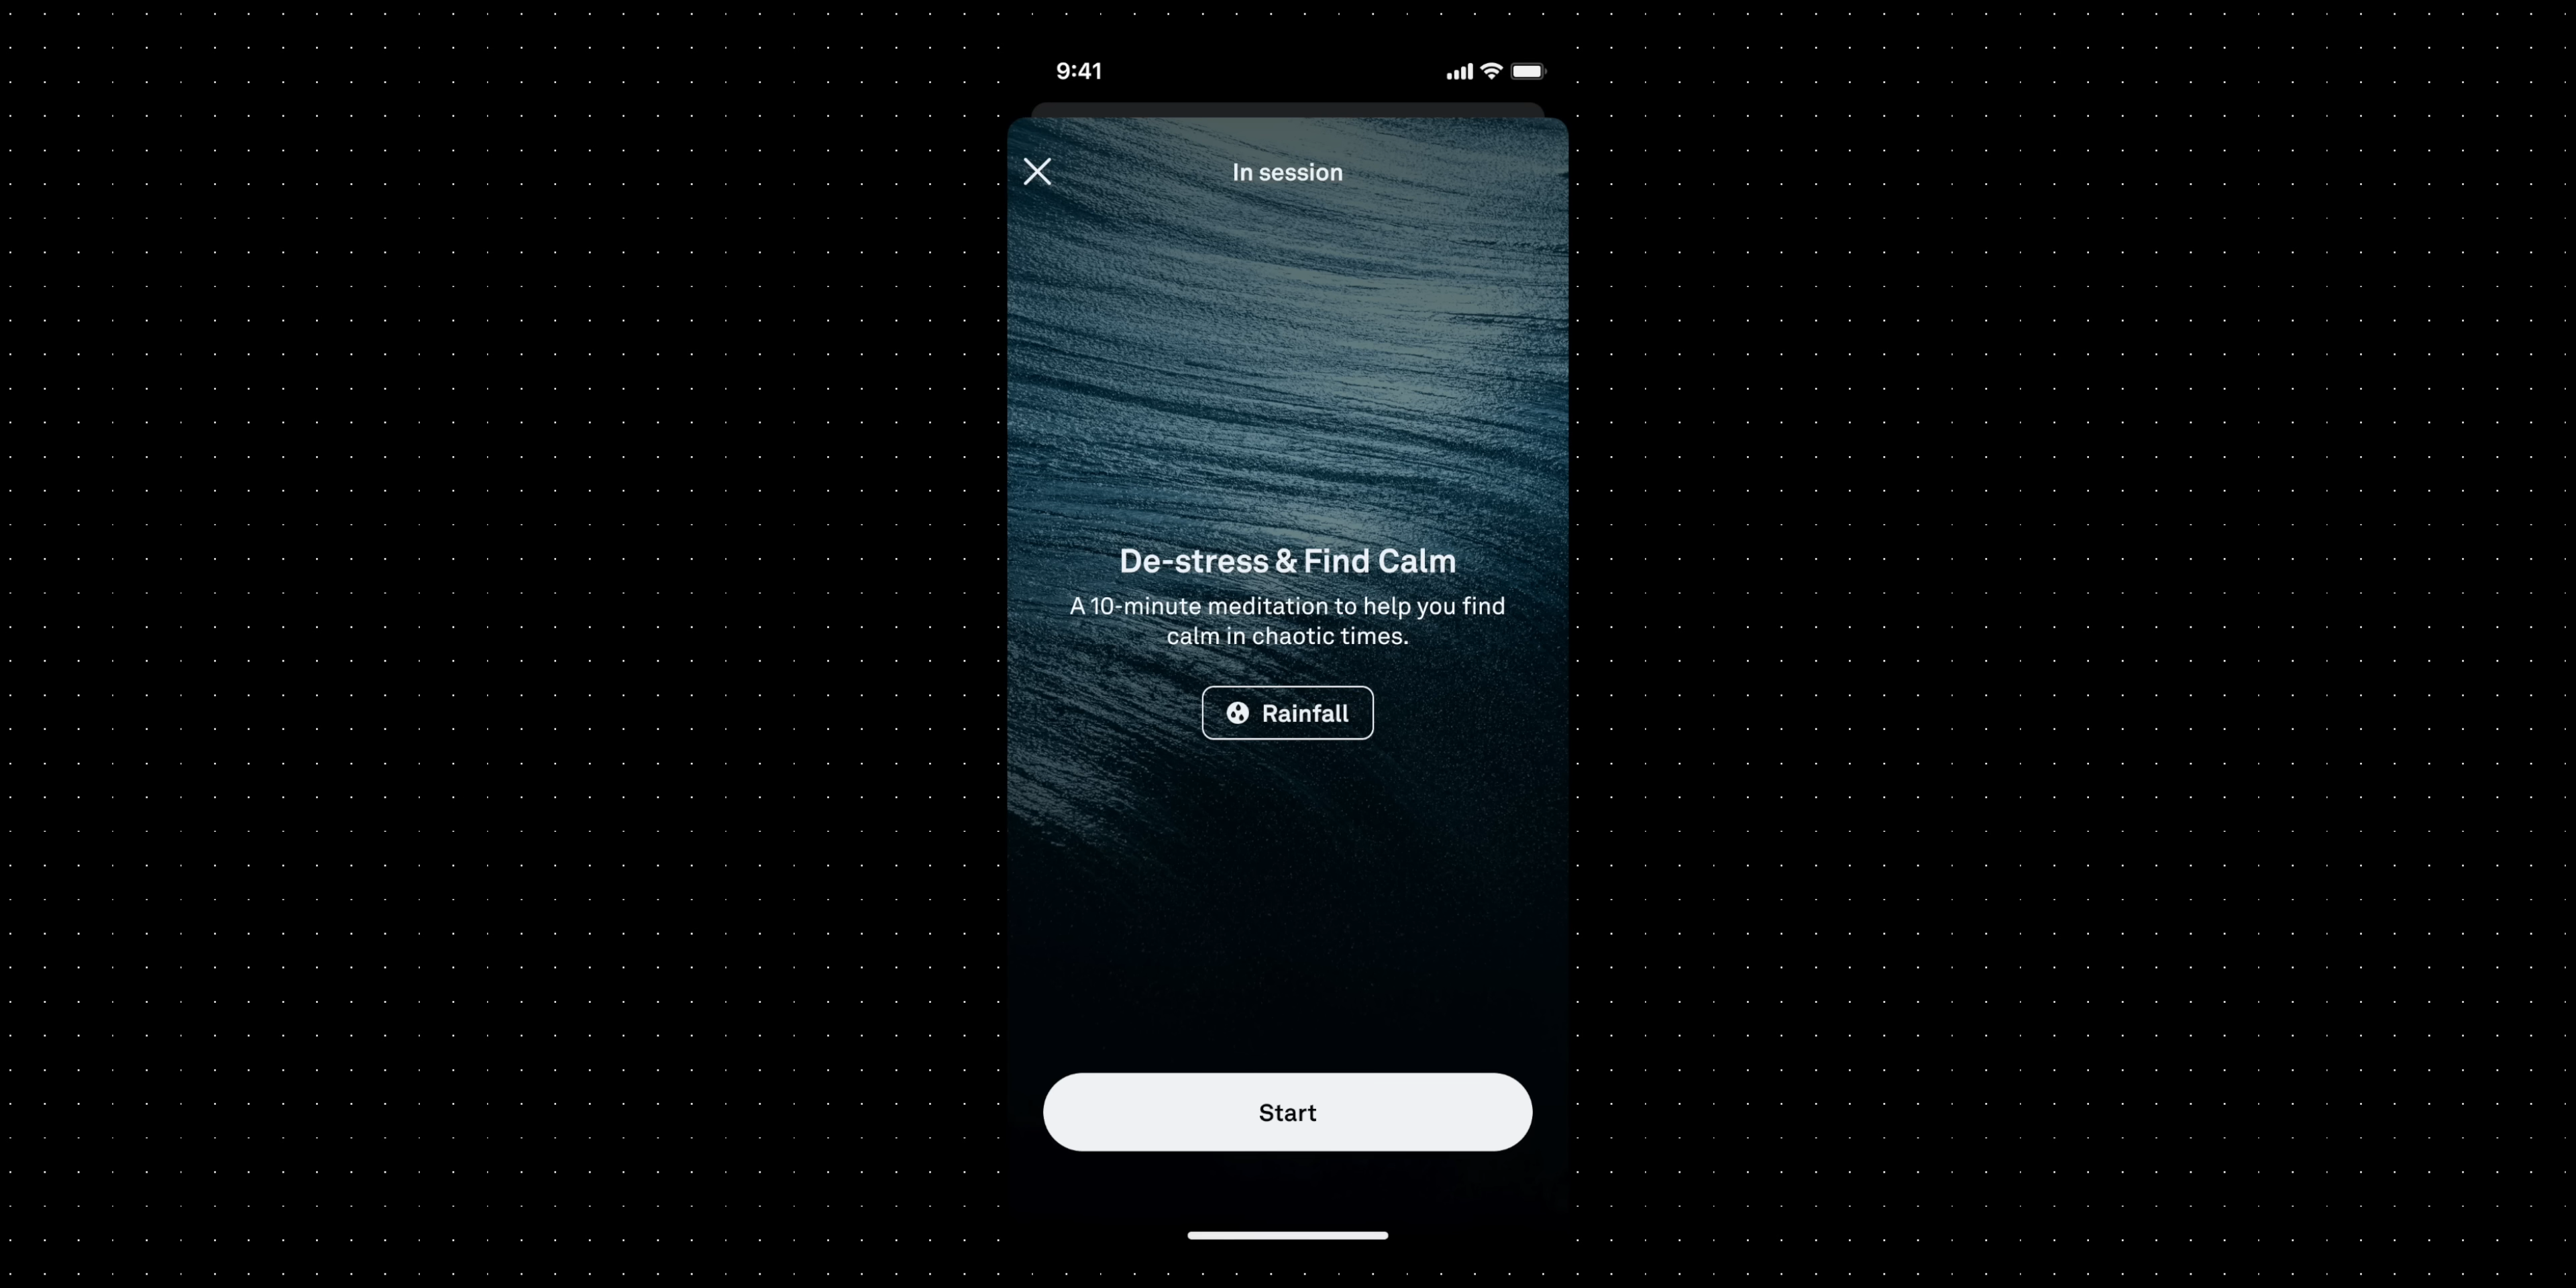 9:41
In session
De-stress & Find Calm
A 10-minute meditation to help you find
calm in chaotic times.
Rainfall
Start